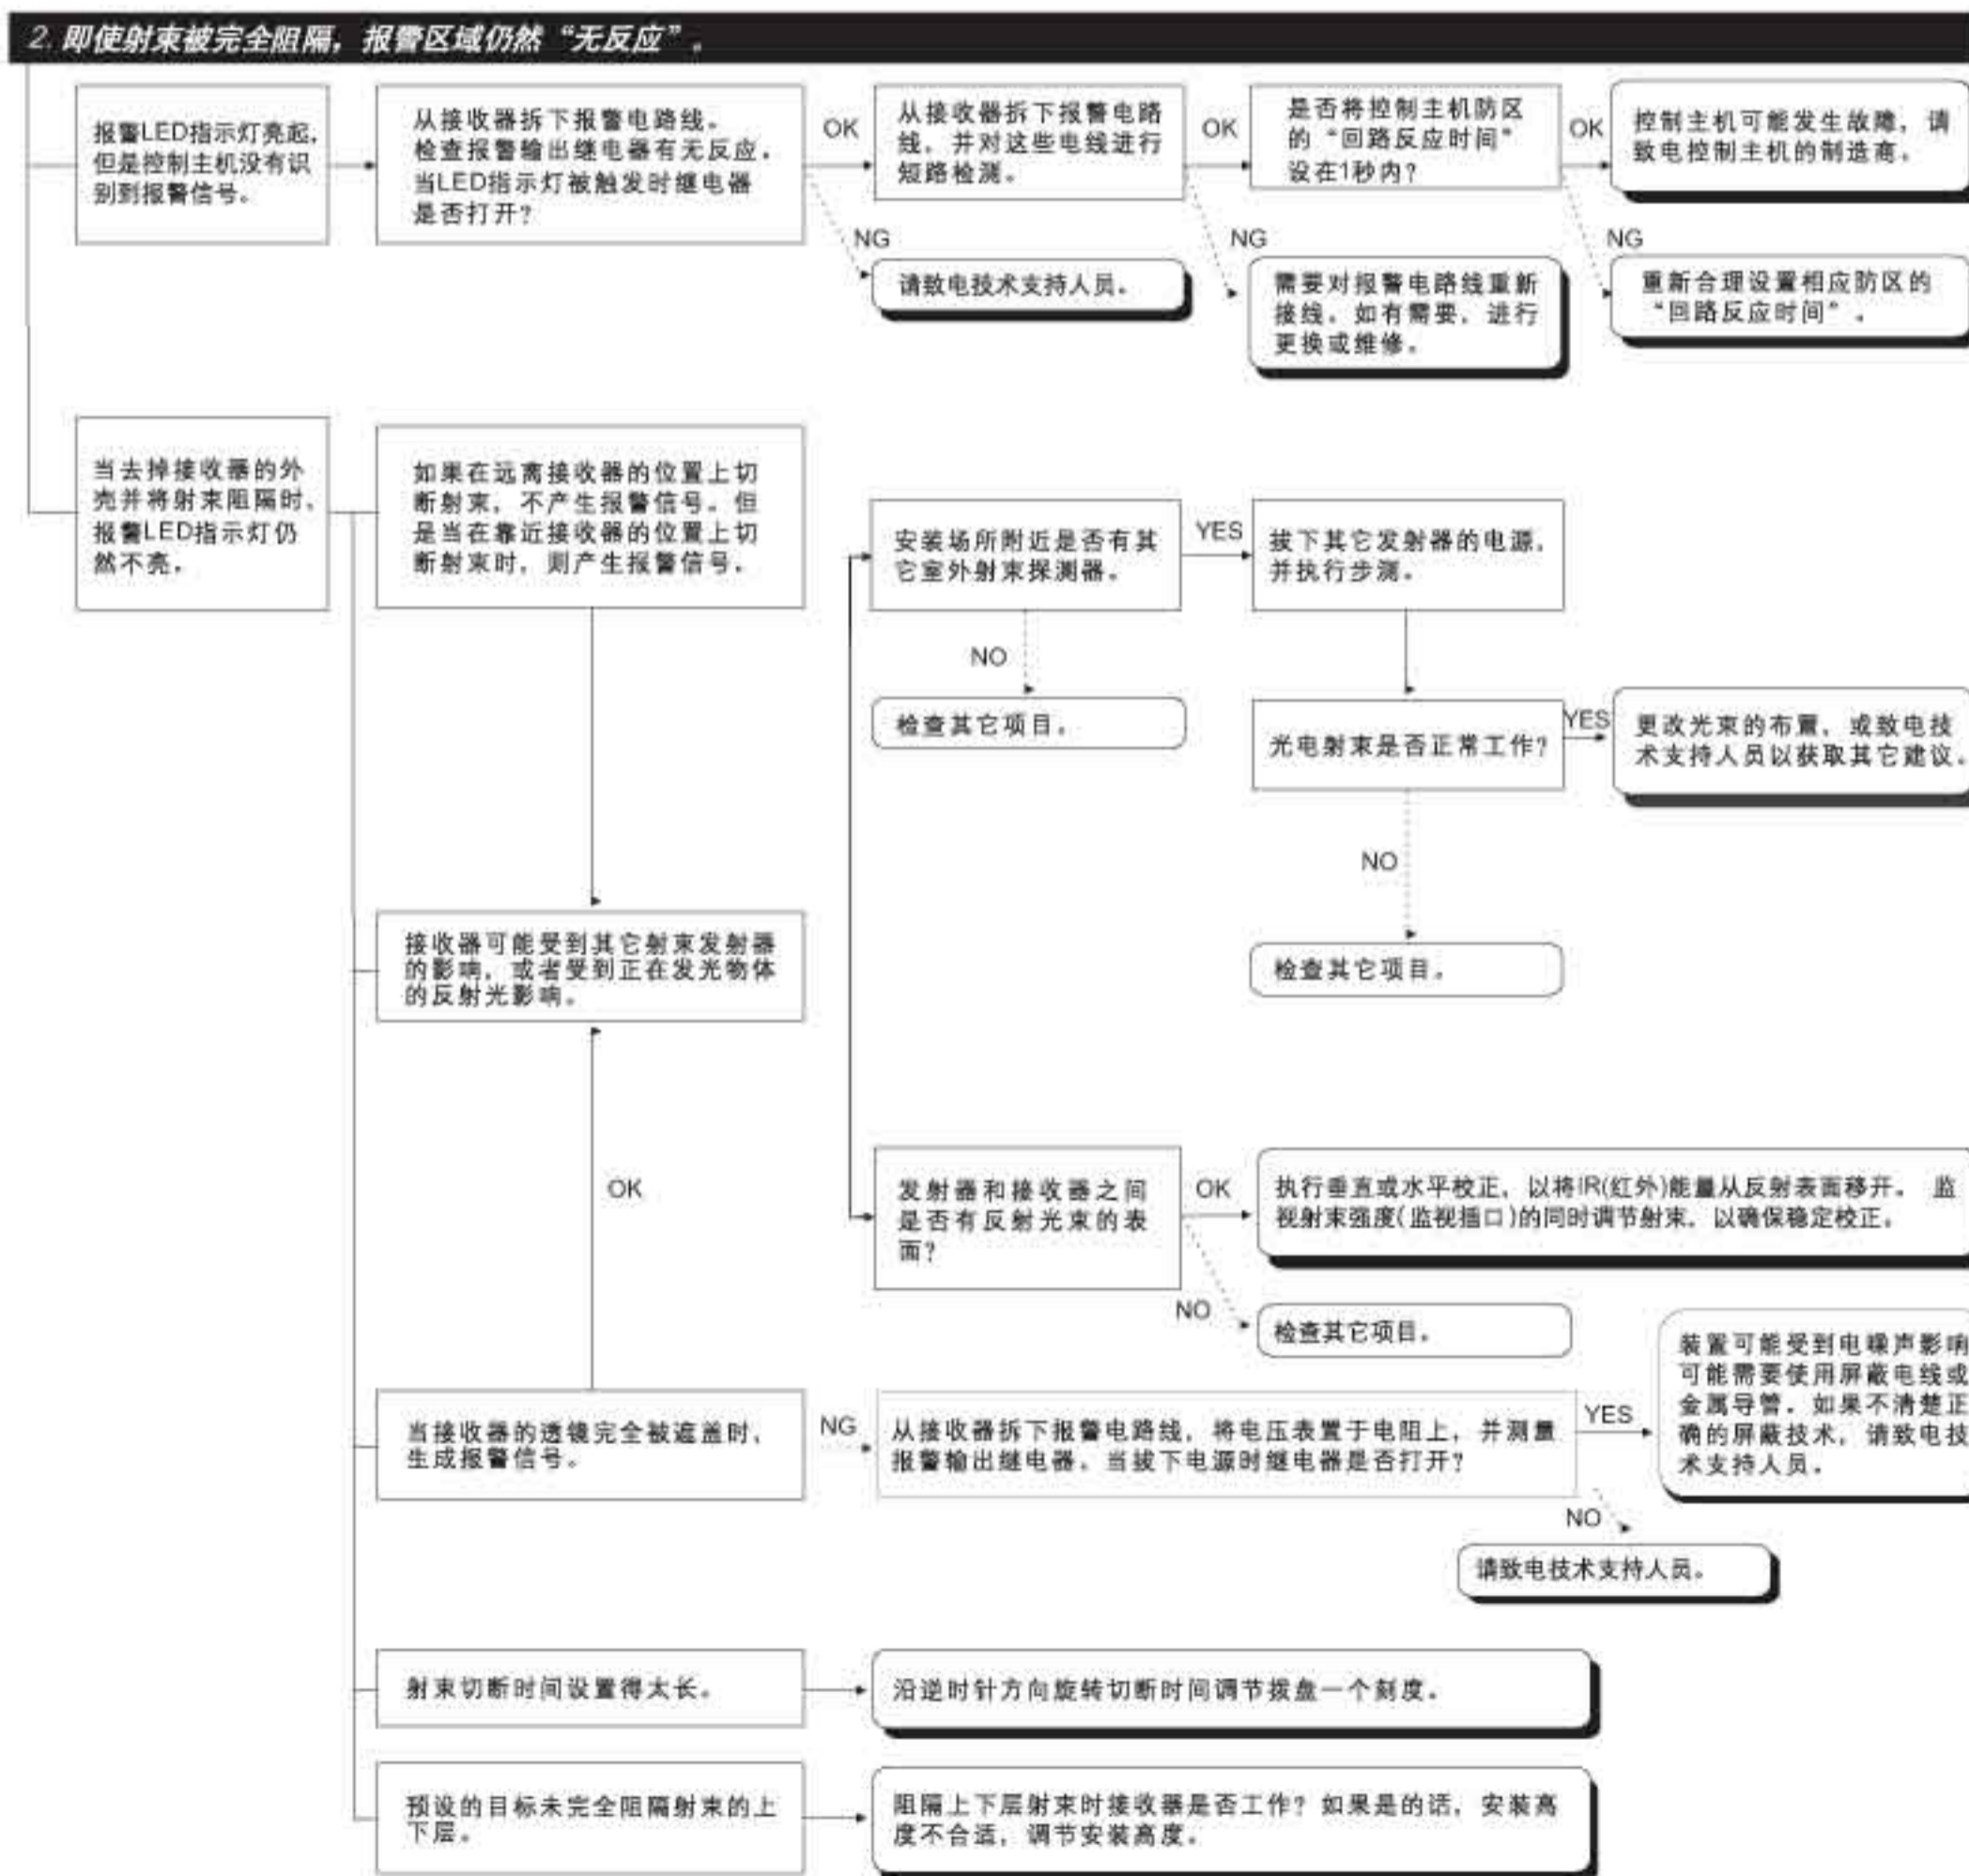 2. 即使射束被完全阻隔，报警区域仍然“无反应”。
报警LED指示灯亮起，
但是控制主机没有识
别到报警信号。
从接收器拆下报警电路线。
检查报警输出继电器有无反应，
当LED指示灯被触发时继电器
是否打开？
OK
从接收器拆下报警电路
线，并对这些电线进行
短路检测。
OK
是否将控制主机防区
的“回路反应时间”
设在1秒内？
OK
控制主机可能发生故障，请
致电控制主机的制造商。
NG
请致电技术支持人员。
NG
需要对报警电路线重新
接线，如有需要，进行
更换或维修。
NG
重新合理设置相应防区的
“回路反应时间”。
当去掉接收器的外
壳并将射束阻隔时，
报警LED指示灯仍
然不亮，
如果在远离接收器的位置上切
断射束，不产生报警信号。但
是当在靠近接收器的位置上切
断射束时，则产生报警信号，
安装场所附近是否有其
它室外射束探测器。
YES
拔下其它发射器的电源，
并执行步测。
NO
检查其它项目。
光电射束是否正常工作？
YES
更改光束的布置，或致电技
术支持人员以获取其它建议。
NO
检查其它项目。
接收器可能受到其它射束发射器
的影响，或者受到正在发光物体
的反射光影响。
OK
发射器和接收器之间
是否有反射光束的表
面？
OK
执行垂直或水平校正，以将IR(红外)能量从反射表面移开。 监
视射束强度(监视插口)的同时调节射束，以确保稳定校正。
NO
检查其它项目。
当接收器的透镜完全被遮盖时，
生成报警信号。
NG
从接收器拆下报警电路线，将电压表置于电阻上，并测量
报警输出继电器，当拔下电源时继电器是否打开？
YES
装置可能受到电噪声影响
可能需要使用屏蔽电线或
金属导管。如果不清楚正
确的屏蔽技术，请致电技
术支持人员。
NO
请致电技术支持人员。
射束切断时间设置得太长。
沿逆时针方向旋转切断时间调节拨盘一个刻度。
预设的目标未完全阻隔射束的上
下层。
阻隔上下层射束时接收器是否工作？如果是的话，安装高
度不合适，调节安装高度。